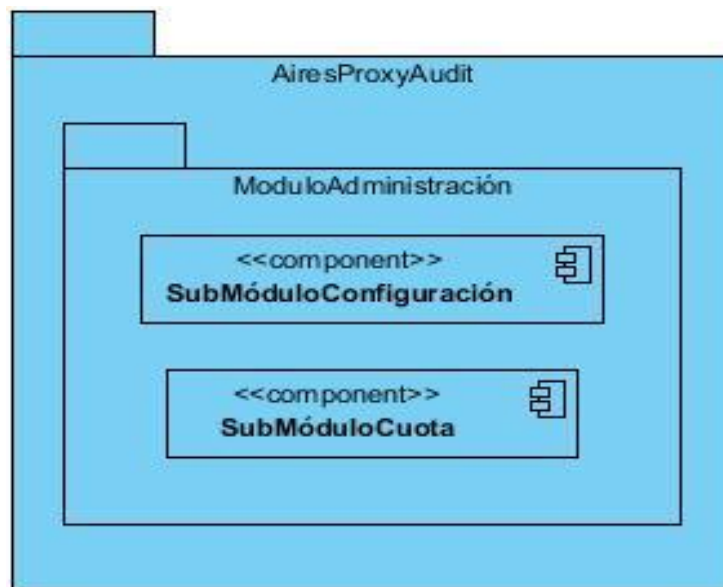 AiresProxyAudit
ModuloAdministración
<<component>>
SubMóduloConfiguración
<<component>>
SubMóduloCuota